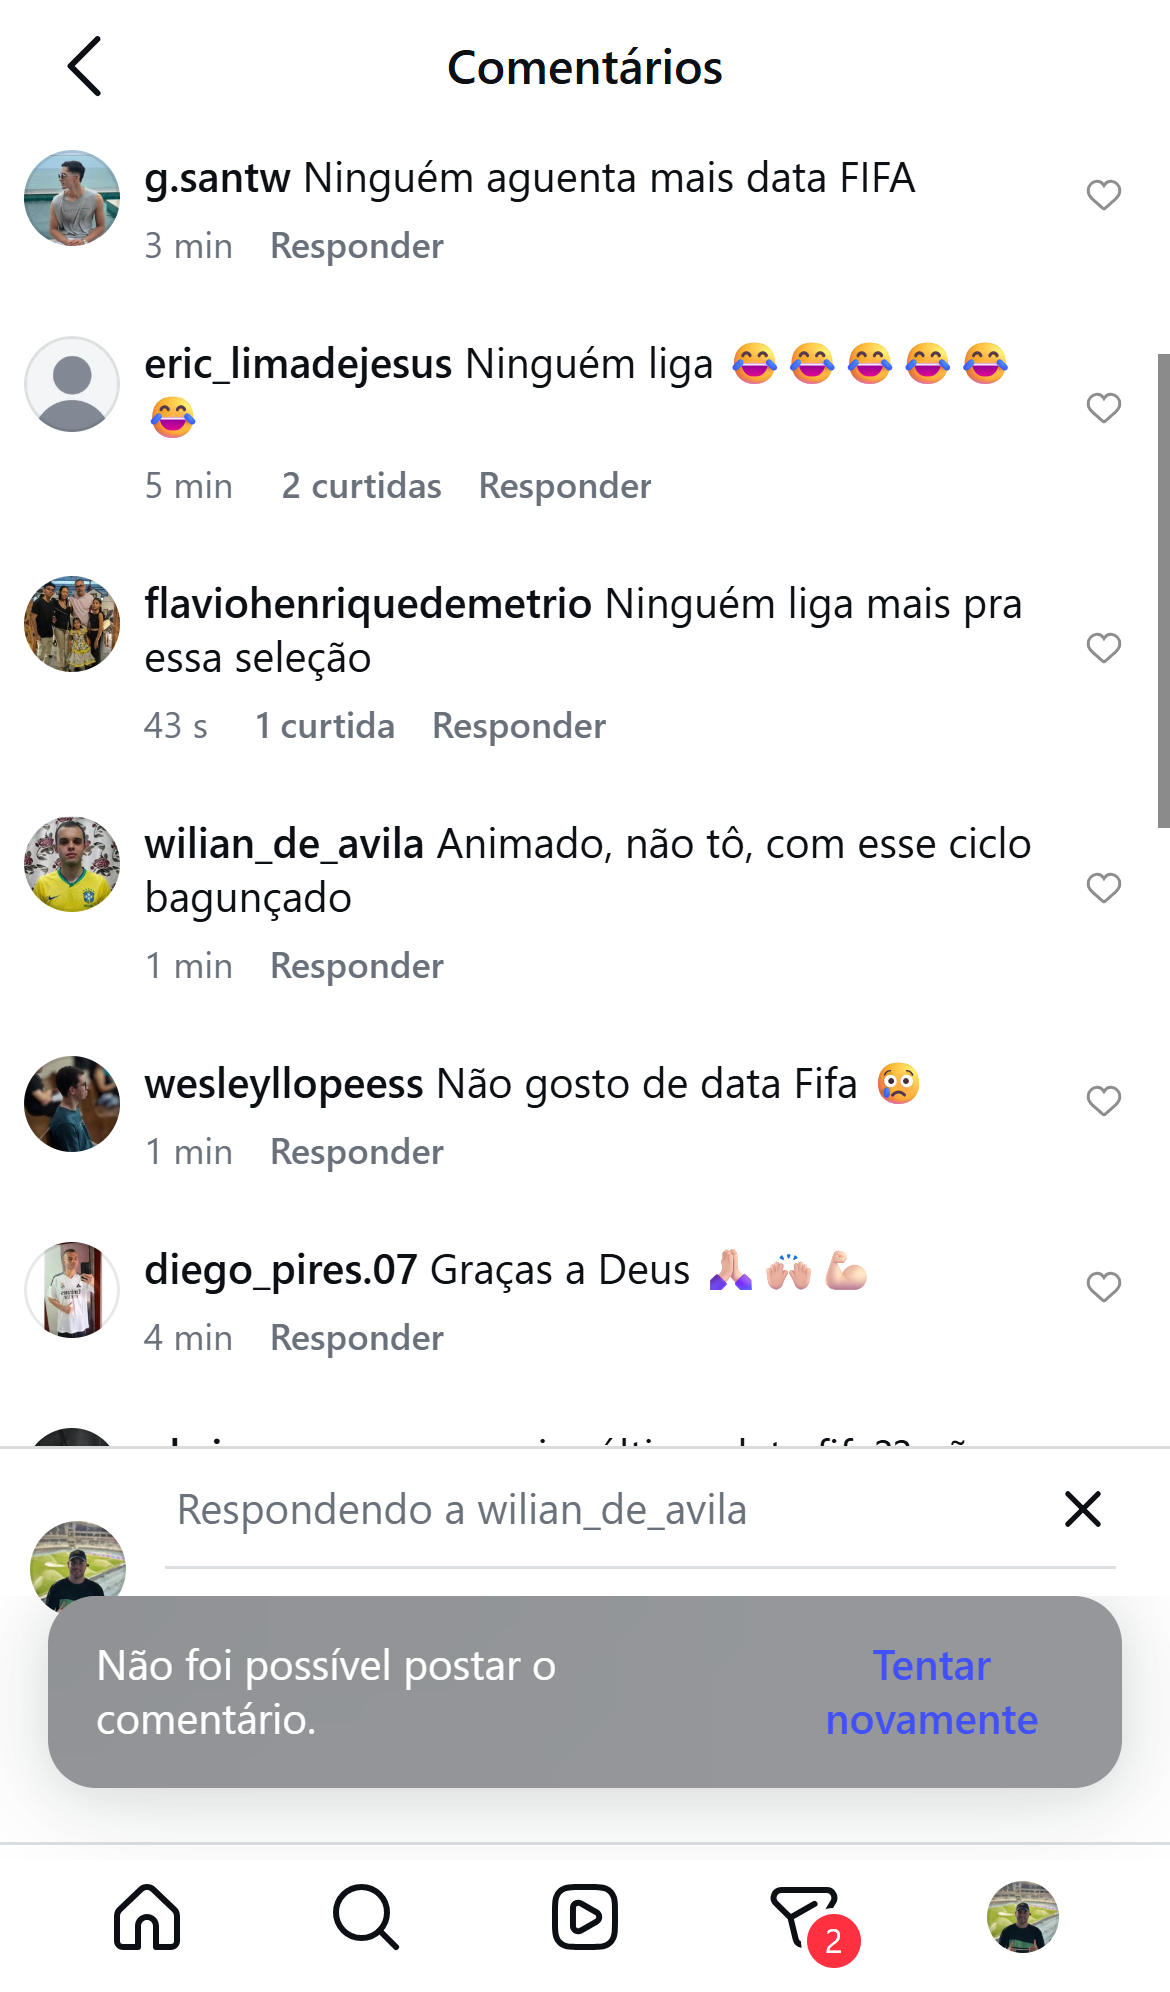 Comentários
g.santw Ninguém aguenta mais data FIFA
3 min Responder
eric_limadejesus Ninguém liga 😂😂😂😂😂
😂
5 min 2 curtidas Responder
flaviohenriquedemetrio Ninguém liga mais pra
essa seleção
43 s 1 curtida Responder
wilian_de_avila Animado, não tô, com esse ciclo
bagunçado
1 min Responder
wesleyllopeess Não gosto de data Fifa 😢
1 min Responder
diego_pires.07 Graças a Deus 🙏🏻🙌🏻💪🏻
4 min Responder
Respondendo a wilian_de_avila
Não foi possível postar o
comentário.
Tentar
novamente
2